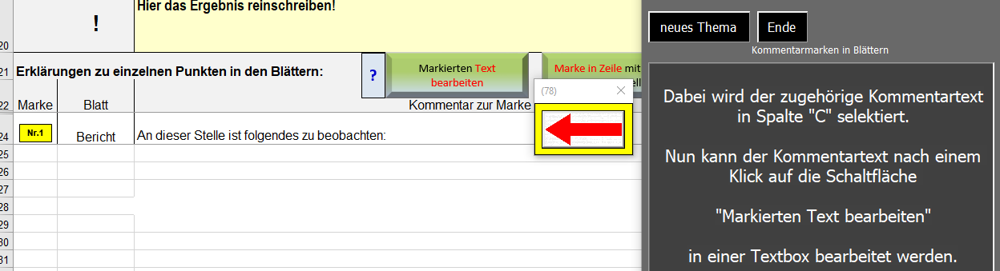 Hier das Ergebnis reinschreiben!
!
20
21 Erklärungen zu einzelnen Punkten in den Blättern:
?
Markierten Text
bearbeiten
Marke in Zeile mit
(78)
22 Marke Blatt Kommentar zur Marke
24 Nr.1 Bericht An dieser Stelle ist folgendes zu beobachten:
25
26
27
28
29
30
31
neues Thema Ende
Kommentarmarken in Blättern
Dabei wird der zugehörige Kommentartext
in Spalte "C" selektiert.
Nun kann der Kommentartext nach einem
Klick auf die Schaltfläche
"Markierten Text bearbeiten"
in einer Textbox bearbeitet werden.